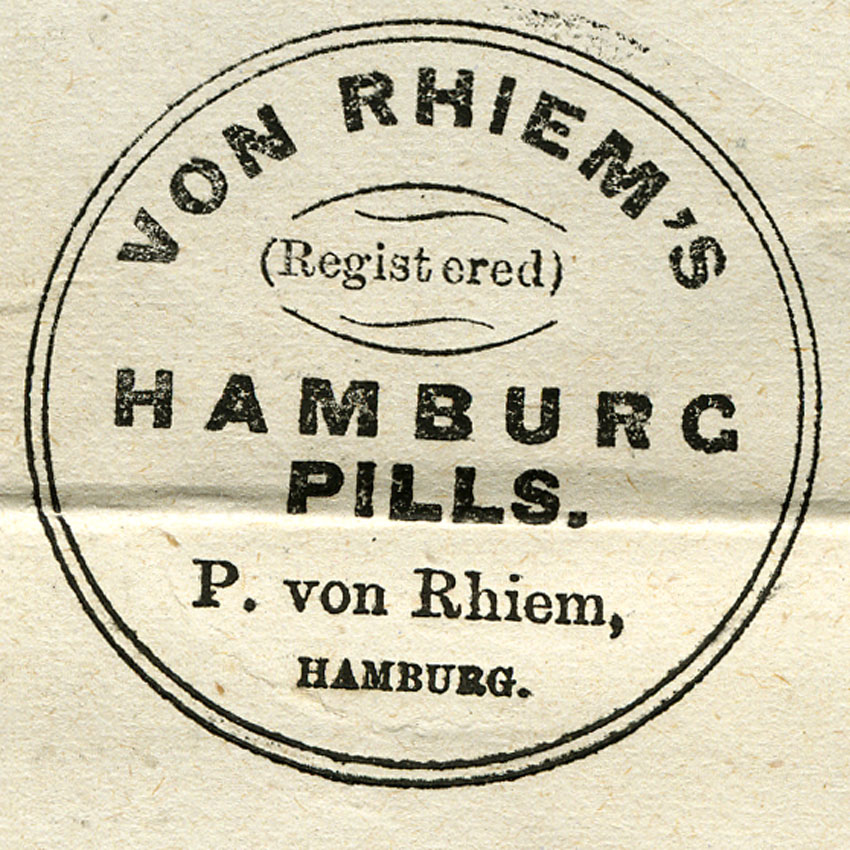 VON RHIEM'S
(Registered)
HAMBURG
PILLS.
P. von Rhiem,
HAMBURG.